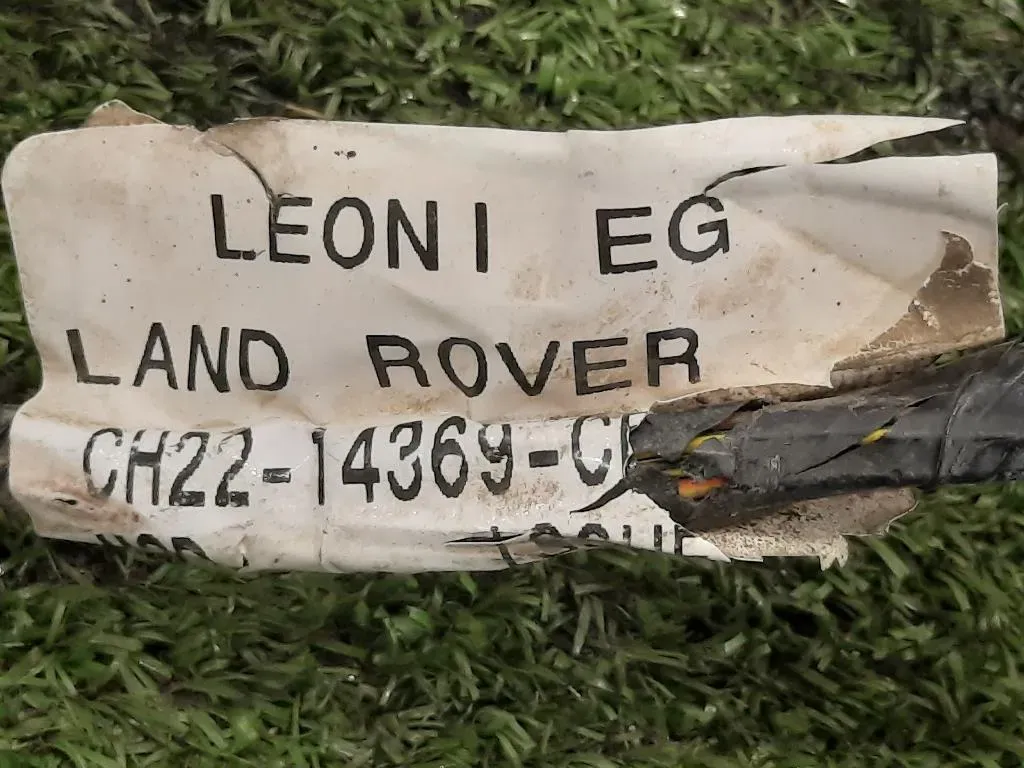 LEONI EG
LAND ROVER
CH22-14369-C